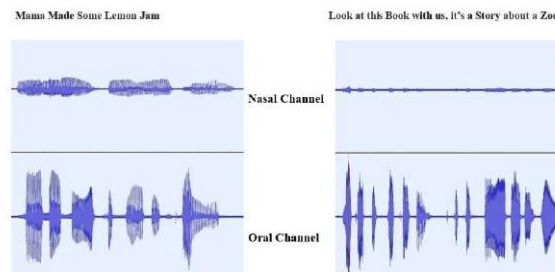 Mama Made Some Lemon Jam
Look at this Book with us, it's a Story about a Zoo
Nasal Channel
Oral Channel